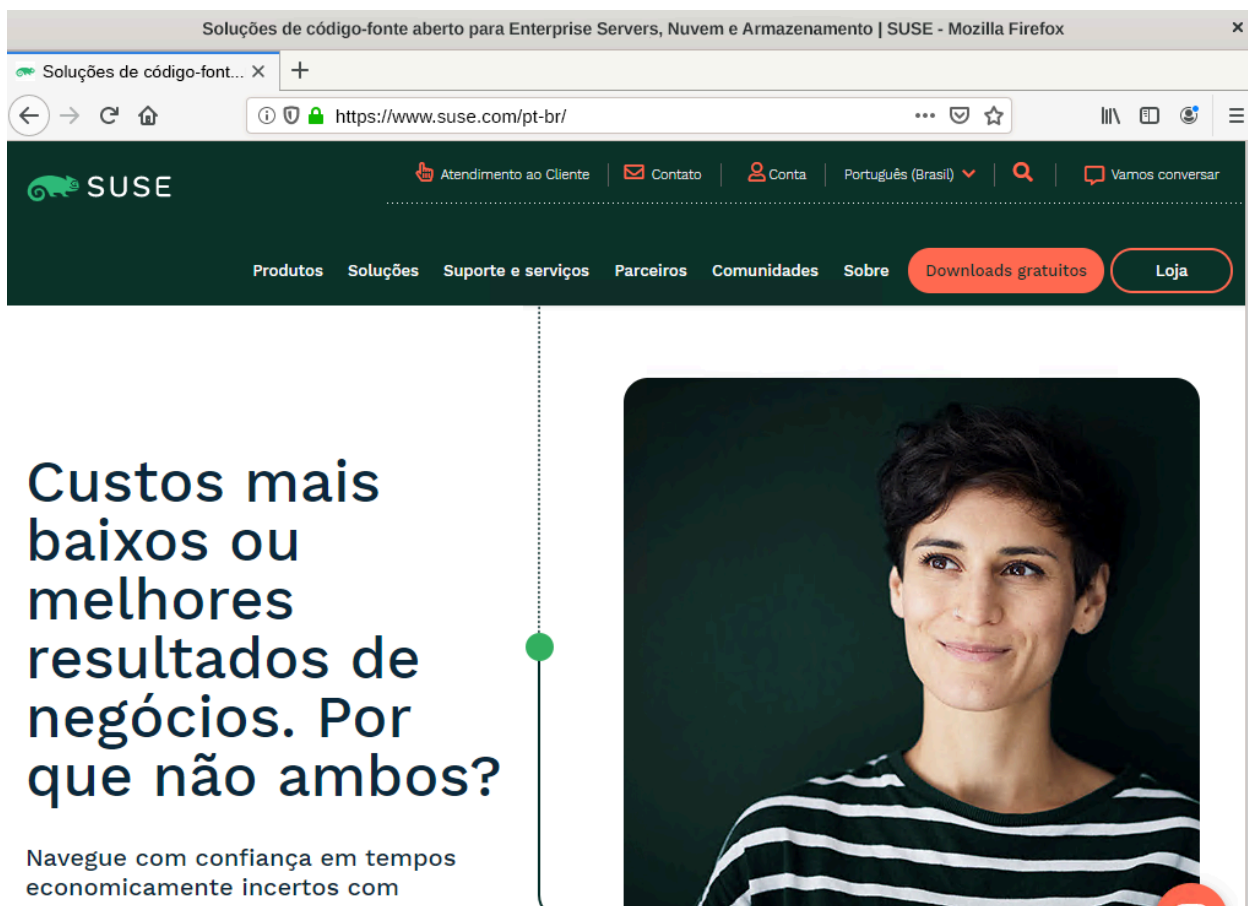 Soluções de código-fonte aberto para Enterprise Servers, Nuvem e Armazenamento | SUSE - Mozilla Firefox
Soluções de código-font...
https://www.suse.com/pt-br/
SUSE
Atendimento ao Cliente
Contato
Conta
Português (Brasil)
Vamos conversar
Produtos Soluções Suporte e serviços Parceiros Comunidades Sobre Downloads gratuitos Loja
Custos mais
baixos ou
melhores
resultados de
negócios. Por
que não ambos?
Navegue com confiança em tempos
economicamente incertos com